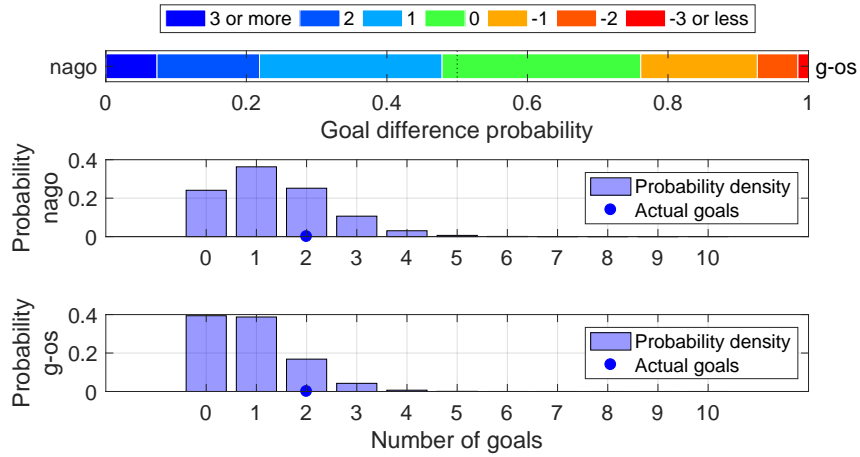 3 or more 2 1 0 -1 -2 -3 or less
nago g-os
0 0.2 0.4 0.6 0.8 1
Goal difference probability
Probability
nago
0.4
0.2
0
Probability density
Actual goals
0 1 2 3 4 5 6 7 8 9 10
Probability
g-os
0.4
0.2
0
Probability density
Actual goals
0 1 2 3 4 5 6 7 8 9 10
Number of goals